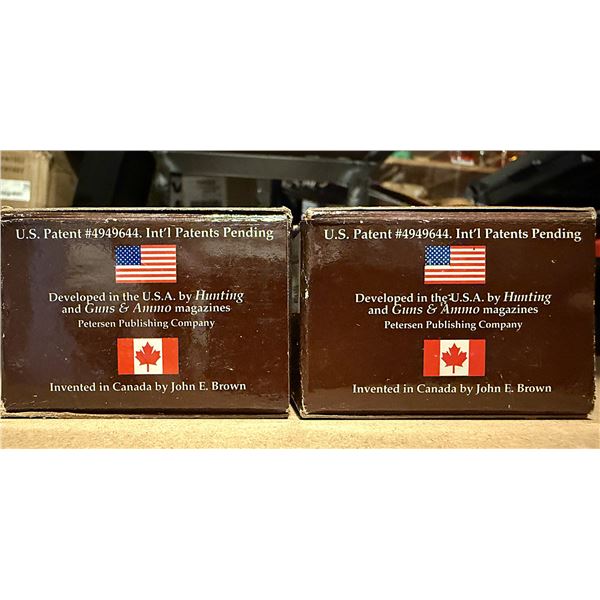 U.S. Patent #4949644. Int'l Patents Pending
Developed in the U.S.A. by Hunting
and Guns & Ammo magazines
Petersen Publishing Company
Invented in Canada by John E. Brown
U.S. Patent #4949644. Int'l Patents Pending
Developed in the U.S.A. by Hunting
and Guns & Ammo magazines
Petersen Publishing Company
Invented in Canada by John E. Brown